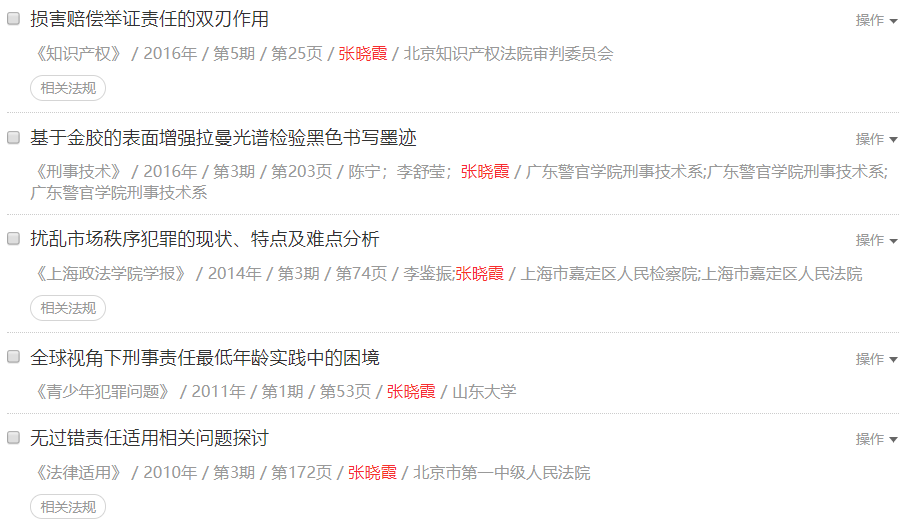 损害赔偿举证责任的双刃作用 操作
《知识产权》 / 2016年 / 第5期 / 第25页 / 张晓霞 / 北京知识产权法院审判委员会
相关法规
基于金胶的表面增强拉曼光谱检验黑色书写墨迹 操作
《刑事技术》 / 2016年 / 第3期 / 第203页 / 陈宁；李舒莹；张晓霞 / 广东警官学院刑事技术系;广东警官学院刑事技术系;
广东警官学院刑事技术系
扰乱市场秩序犯罪的现状、特点及难点分析 操作
《上海政法学院学报》 / 2014年 / 第3期 / 第74页 / 李鉴振;张晓霞 / 上海市嘉定区人民检察院;上海市嘉定区人民法院
相关法规
全球视角下刑事责任最低年龄实践中的困境 操作
《青少年犯罪问题》 / 2011年 / 第1期 / 第53页 / 张晓霞 / 山东大学
无过错责任适用相关问题探讨 操作
《法律适用》 / 2010年 / 第3期 / 第172页 / 张晓霞 / 北京市第一中级人民法院
相关法规